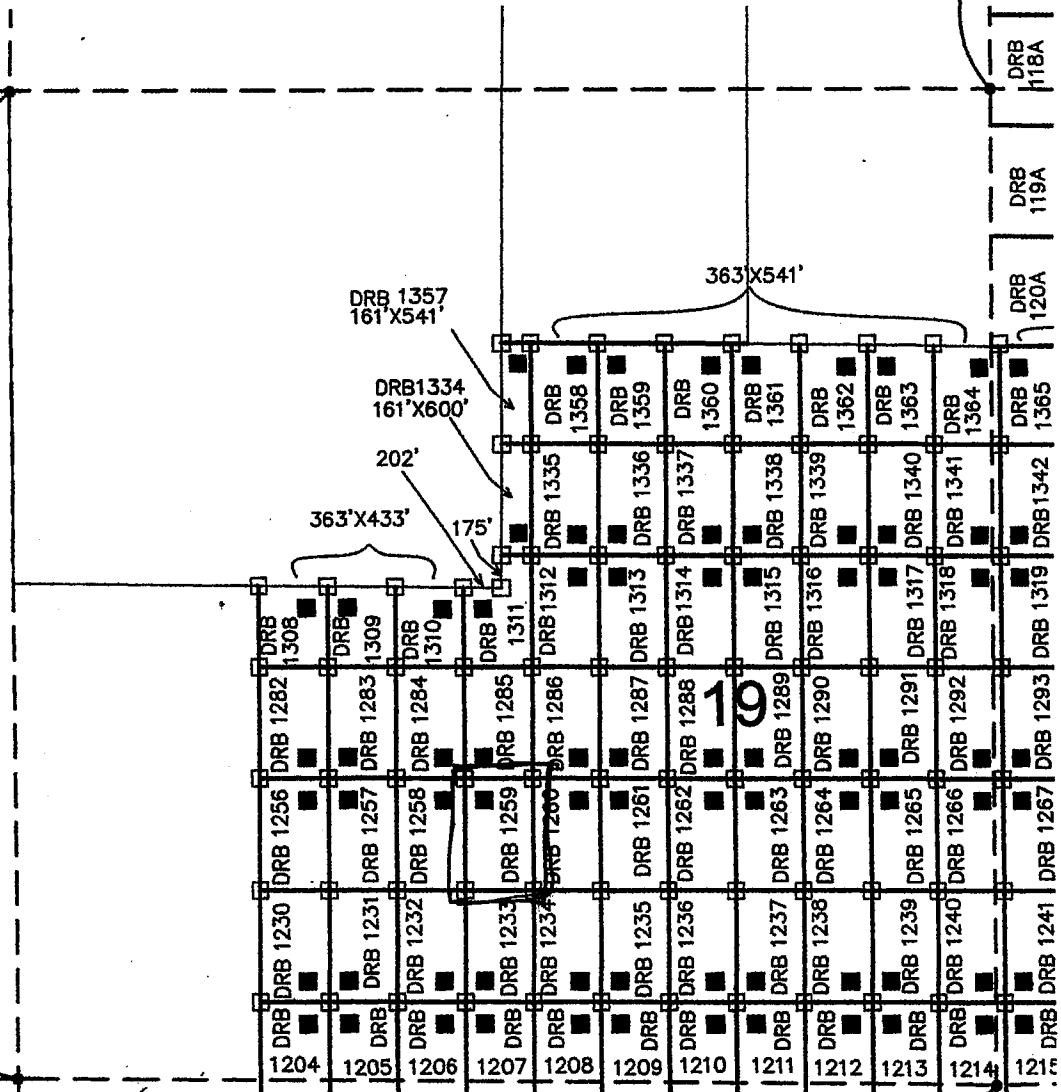 DRB
118A
DRB
119A
DRB
120A
363'X541'
DRB 1357
161'X541'
DRB1334
161'X600'
202'
363'X433'
175'
DRB
1358
DRB
1359
DRB
1360
DRB
1361
DRB
1362
DRB
1363
DRB
1364
DRB
1365
DRB 1335
DRB 1336
DRB 1337
DRB 1338
DRB 1339
DRB 1340
DRB 1341
DRB1342
DRB
1308
DRB
1309
DRB
1310
DRB
1311
DRB 1312
DRB 1313
DRB1314
DRB 1315
DRB 1316
DRB 1317
DRB 1318
DRB 1319
DRB 1282
DRB 1283
DRB 1284
DRB 1285
DRB 1286
DRB 1287
DRB 1288
19
DRB 1289
DRB 1290
DRB 1291
DRB 1292
DRB 1293
DRB 1256
DRB 1257
DRB 1258
DRB 1259
DRB 1260
DRB 1261
DRB 1262
DRB 1263
DRB 1264
DRB 1265
DRB 1266
DRB 1267
DRB 1230
DRB 1231
DRB 1232
DRB 1233
DRB 1234
DRB 1235
DRB 1236
DRB 1237
DRB 1238
DRB 1239
DRB 1240
DRB 1241
DRB
1204
DRB
1205
DRB
1206
DRB
1207
DRB
1208
DRB
1209
DRB
1210
DRB
1211
DRB
1212
DRB
1213
DRB
1214
DRB
1215